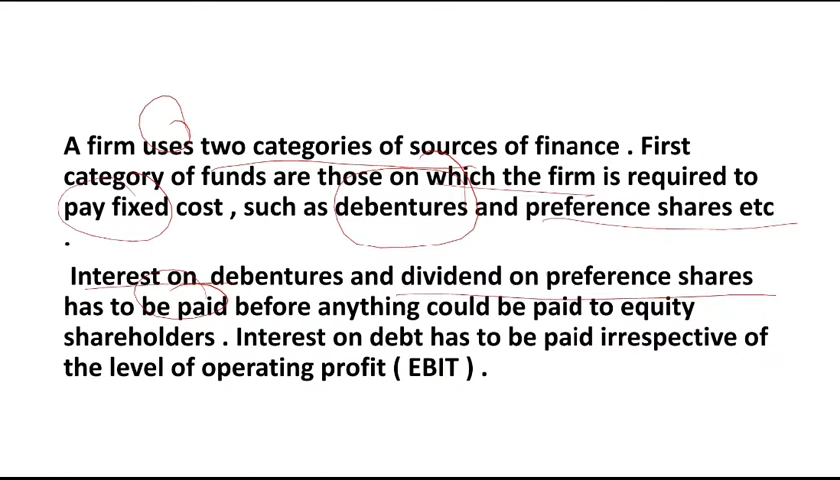 A firm uses two categories of sources of finance . First
category of funds are those on which the firm is required to
pay fixed cost , such as debentures and preference shares etc
.
Interest on debentures and dividend on preference shares
has to be paid before anything could be paid to equity
shareholders . Interest on debt has to be paid irrespective of
the level of operating profit ( EBIT ) .